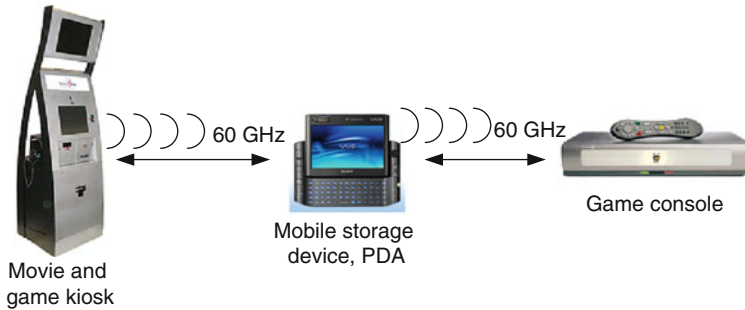 60 GHz
60 GHz
Movie and
game kiosk
Mobile storage
device, PDA
Game console